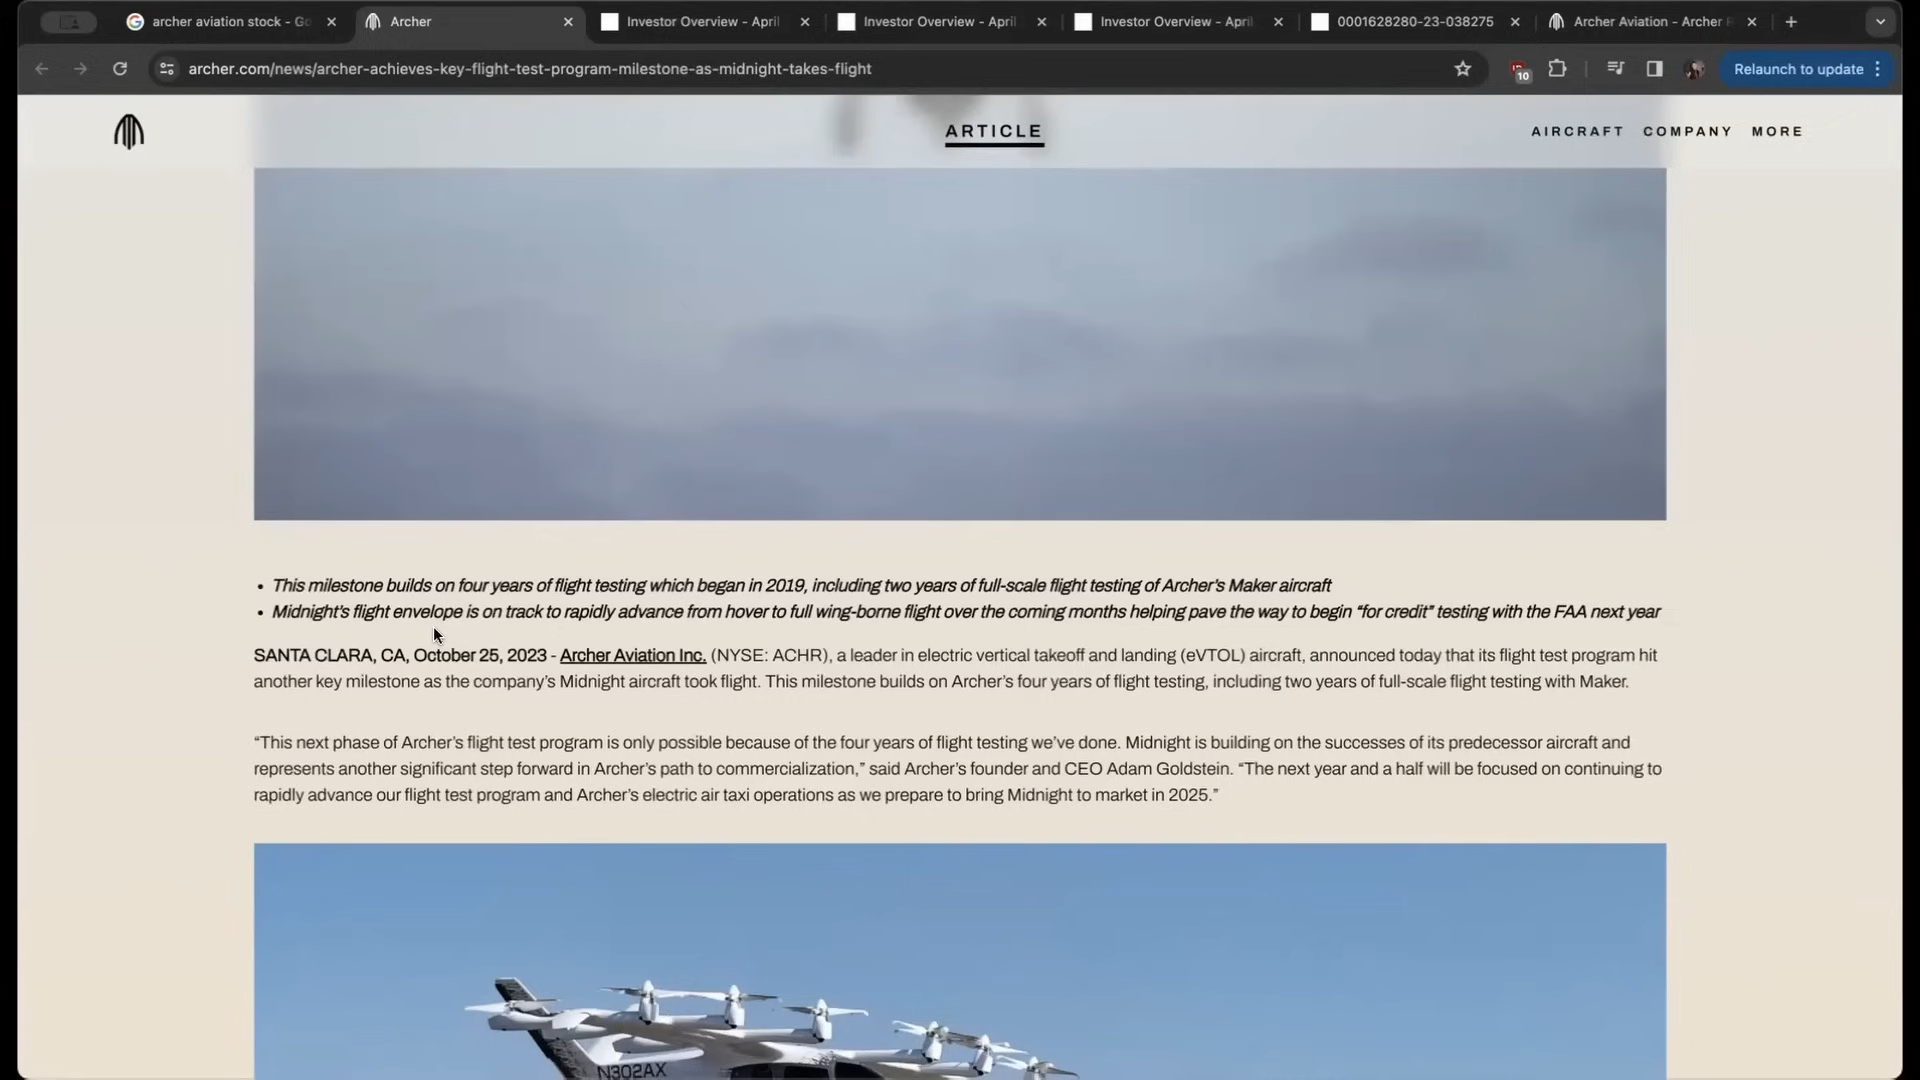 archer aviation stock - Go
Archer
Investor Overview - April
Investor Overview - April
Investor Overview - April
0001628280-23-038275
Archer Aviation - Archer
archer.com/news/archer-achieves-key-flight-test-program-milestone-as-midnight-takes-flight
10
Relaunch to update
ARTICLE
AIRCRAFT
COMPANY
MORE
• This milestone builds on four years of flight testing which began in 2019, including two years of full-scale flight testing of Archer’s Maker aircraft
• Midnight’s flight envelope is on track to rapidly advance from hover to full wing-borne flight over the coming months helping pave the way to begin “for credit” testing with the FAA next year
SANTA CLARA, CA, October 25, 2023 - Archer Aviation Inc. (NYSE: ACHR), a leader in electric vertical takeoff and landing (eVTOL) aircraft, announced today that its flight test program hit
another key milestone as the company’s Midnight aircraft took flight. This milestone builds on Archer’s four years of flight testing, including two years of full-scale flight testing with Maker.
“This next phase of Archer’s flight test program is only possible because of the four years of flight testing we’ve done. Midnight is building on the successes of its predecessor aircraft and
represents another significant step forward in Archer’s path to commercialization,” said Archer’s founder and CEO Adam Goldstein. “The next year and a half will be focused on continuing to
rapidly advance our flight test program and Archer’s electric air taxi operations as we prepare to bring Midnight to market in 2025.”
N302AX